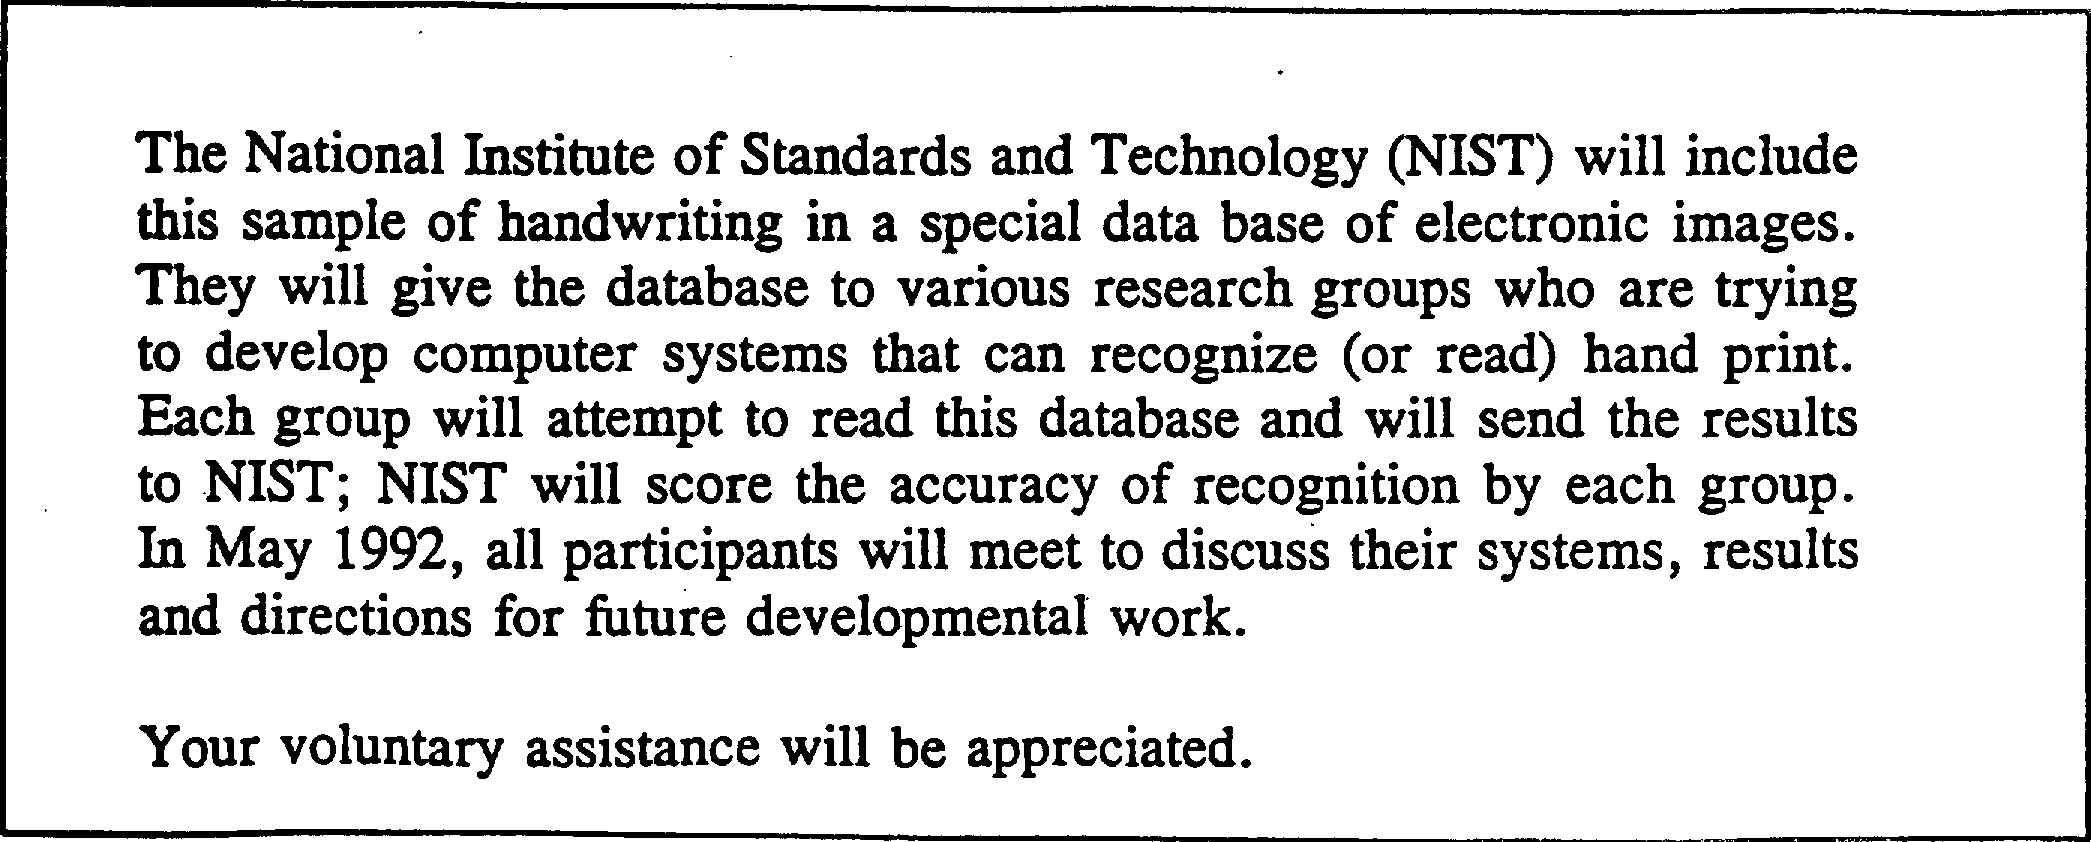 The National Institute of Standards and Technology (NIST) will include
this sample of handwriting in a special data base of electronic images.
They will give the database to various research groups who are trying
to develop computer systems that can recognize (or read) hand print.
Each group will attempt to read this database and will send the results
to NIST; NIST will score the accuracy of recognition by each group.
In May 1992, all participants will meet to discuss their systems, results
and directions for future developmental work.
Your voluntary assistance will be appreciated.